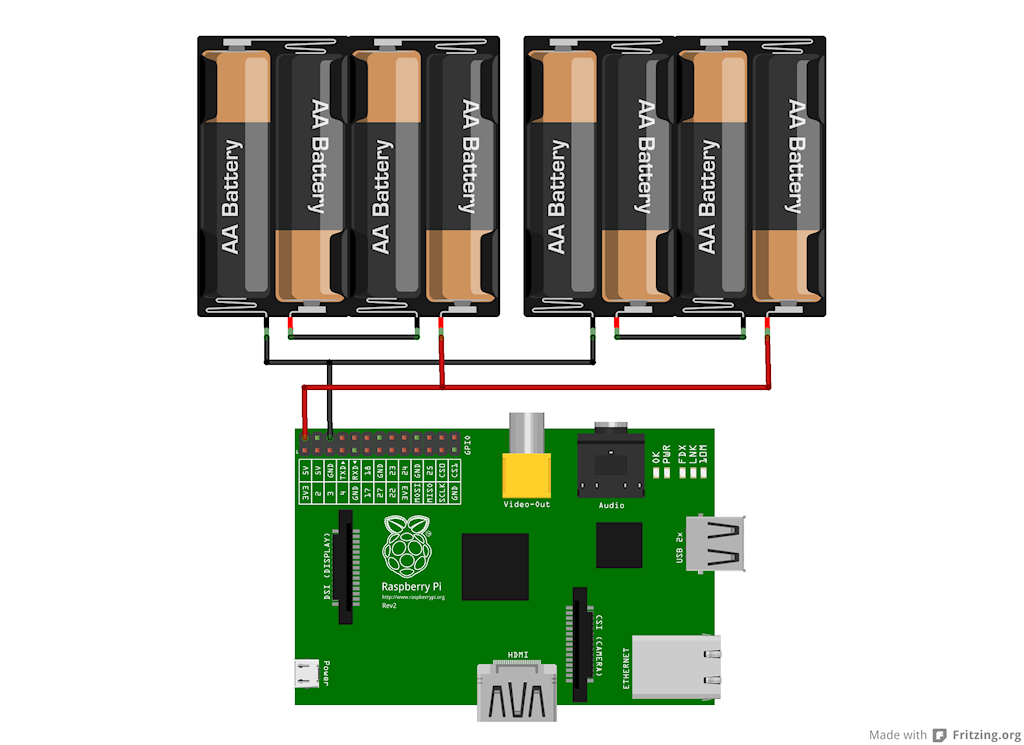 AA Battery
AA Battery
AA Battery
AA Battery
AA Battery
AA Battery
AA Battery
AA Battery
GPIO
5V 5V GND TXD RXD 18 GND 23 24 GND 25 CS0 CS1
3V3 2 3 4 GND 17 27 22 3V3 MOSI MISO SCLK GND
OK PWR FDX LNK 10M
Video-Out
Audio
USB 2x
DSI (DISPLAY)
Raspberry Pi
®
http://www.raspberrypi.org
Rev2
CSI (CAMERA)
ETHERNET
HDMI
Power
Made with Fritzing.org